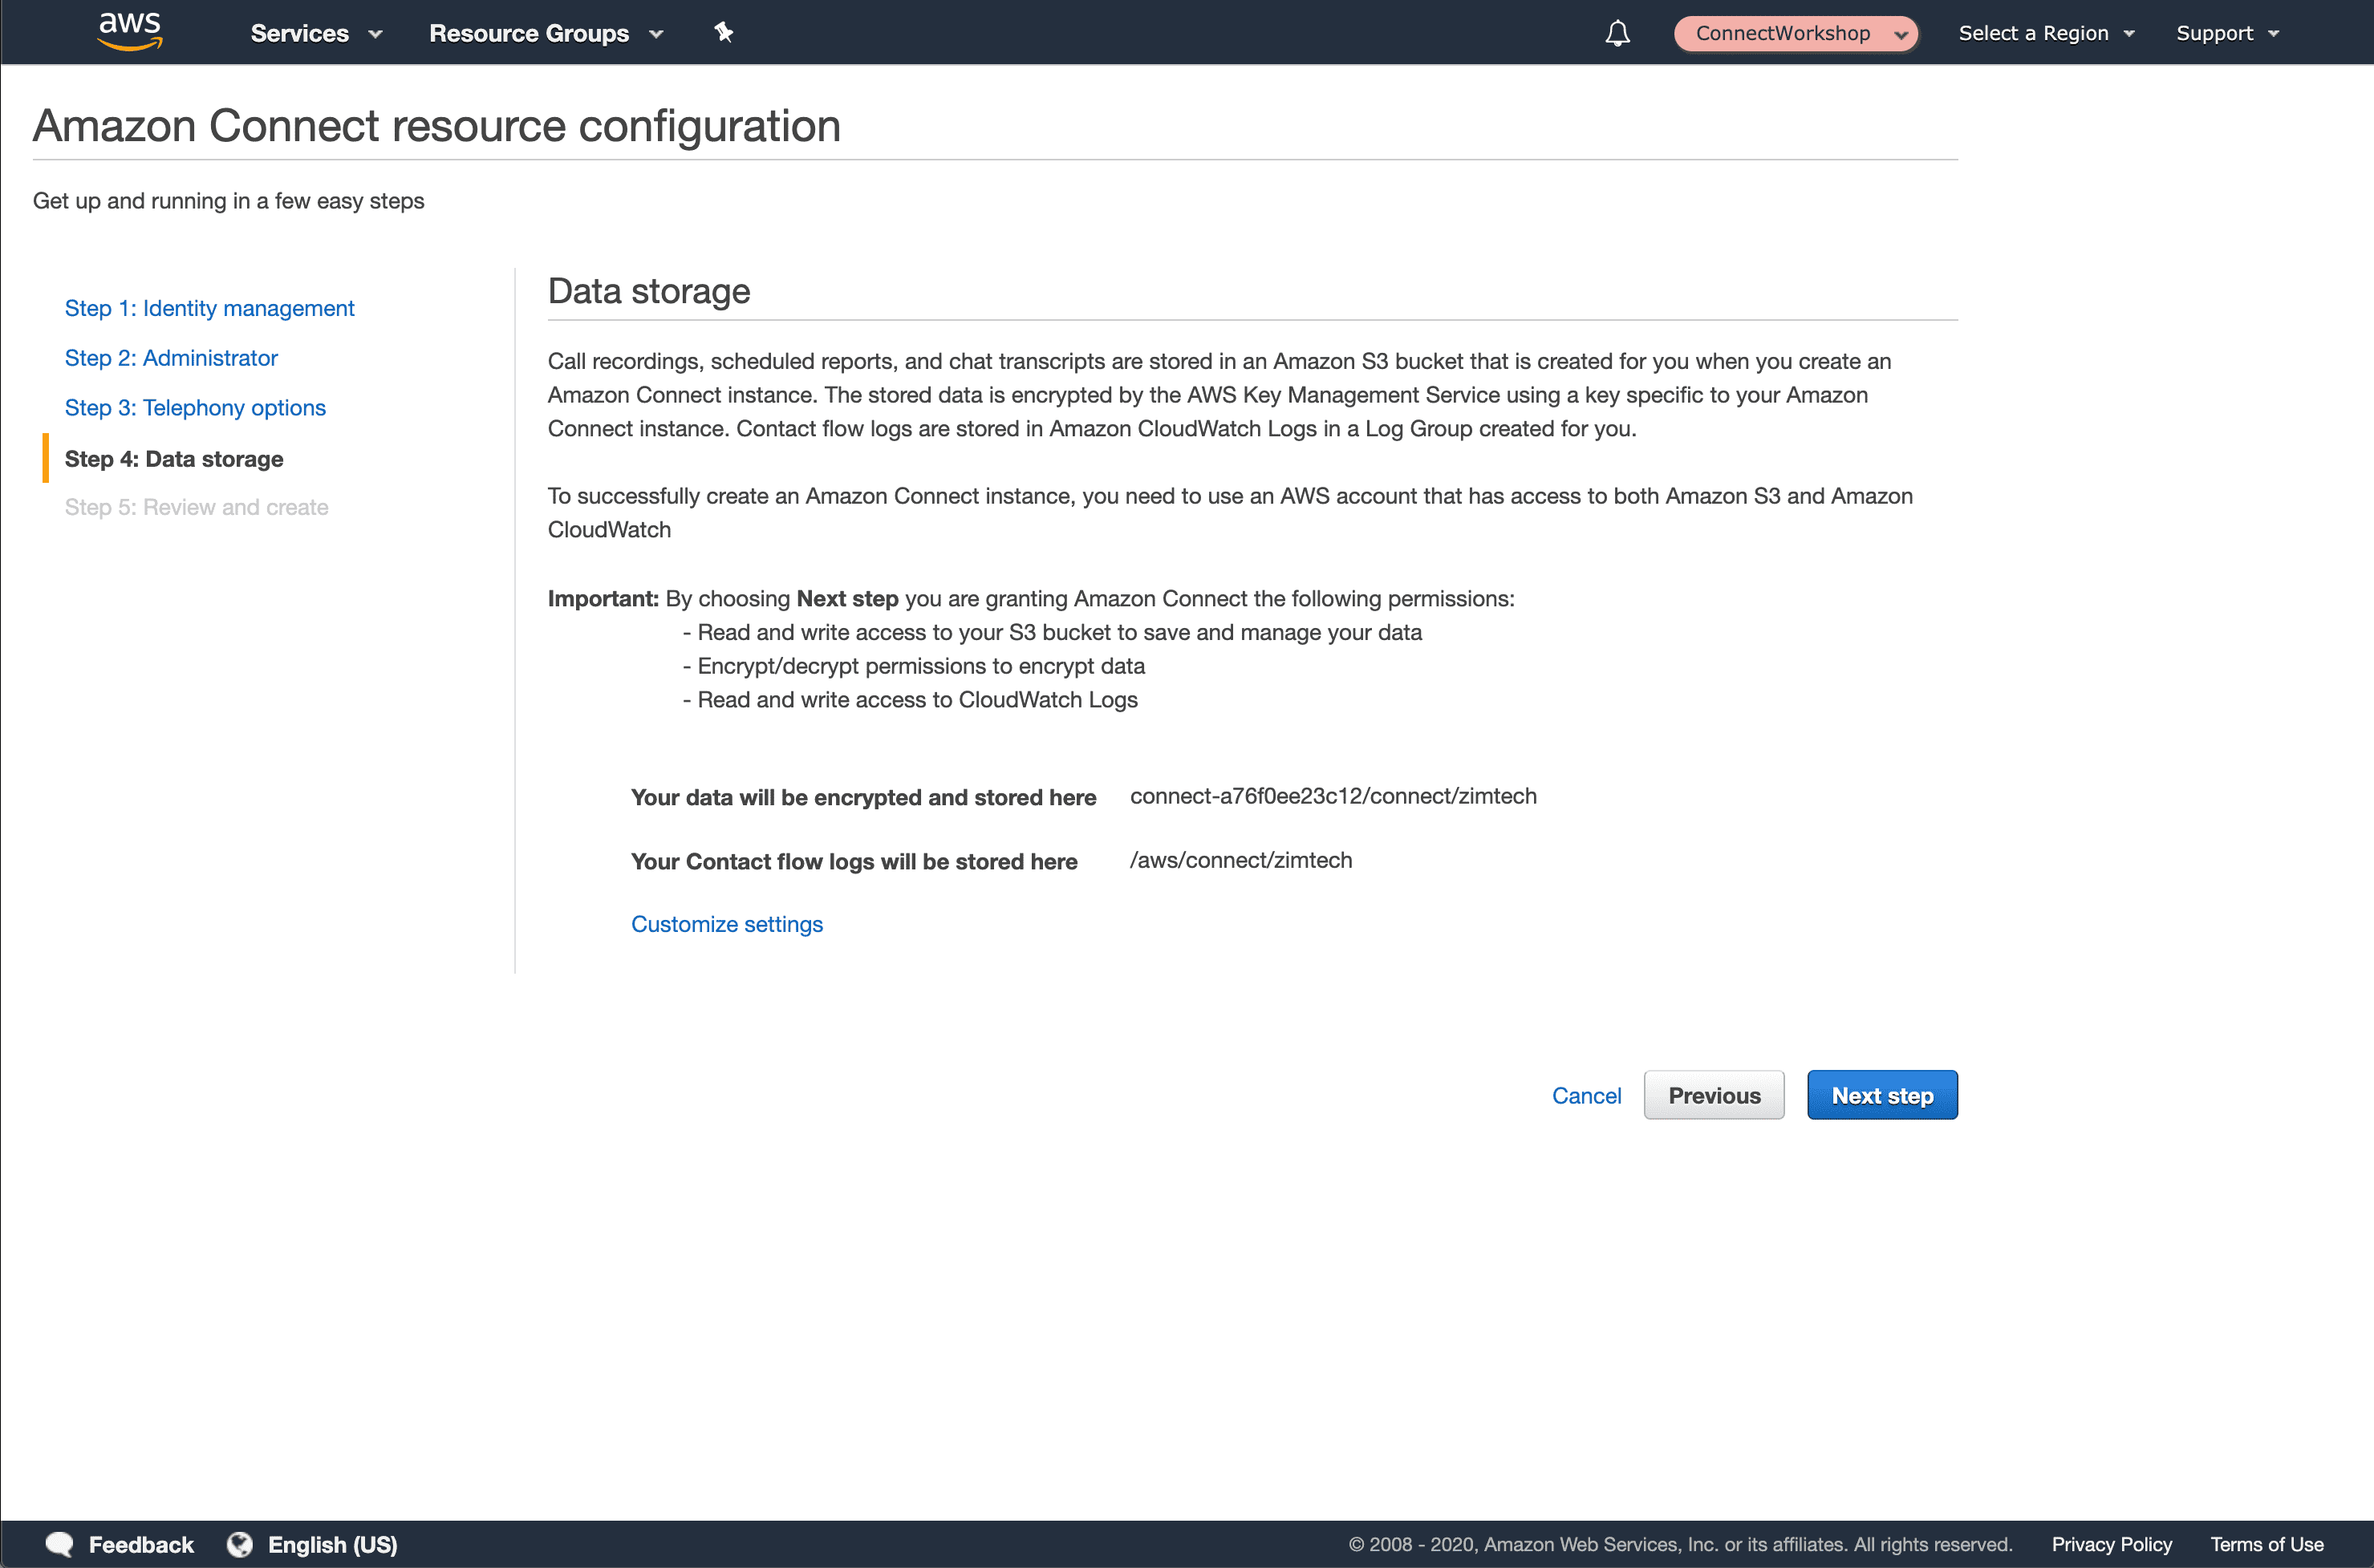 aws
Services
Resource Groups
ConnectWorkshop
Select a Region
Support
Amazon Connect resource configuration
Get up and running in a few easy steps
Step 1: Identity management
Step 2: Administrator
Step 3: Telephony options
Step 4: Data storage
Step 5: Review and create
Data storage
Call recordings, scheduled reports, and chat transcripts are stored in an Amazon S3 bucket that is created for you when you create an
Amazon Connect instance. The stored data is encrypted by the AWS Key Management Service using a key specific to your Amazon
Connect instance. Contact flow logs are stored in Amazon CloudWatch Logs in a Log Group created for you.
To successfully create an Amazon Connect instance, you need to use an AWS account that has access to both Amazon S3 and Amazon
CloudWatch
Important: By choosing Next step you are granting Amazon Connect the following permissions:
- Read and write access to your S3 bucket to save and manage your data
- Encrypt/decrypt permissions to encrypt data
- Read and write access to CloudWatch Logs
Your data will be encrypted and stored here connect-a76f0ee23c12/connect/zimtech
Your Contact flow logs will be stored here /aws/connect/zimtech
Customize settings
Cancel
Previous
Next step
Feedback
English (US)
© 2008 - 2020, Amazon Web Services, Inc. or its affiliates. All rights reserved.
Privacy Policy
Terms of Use